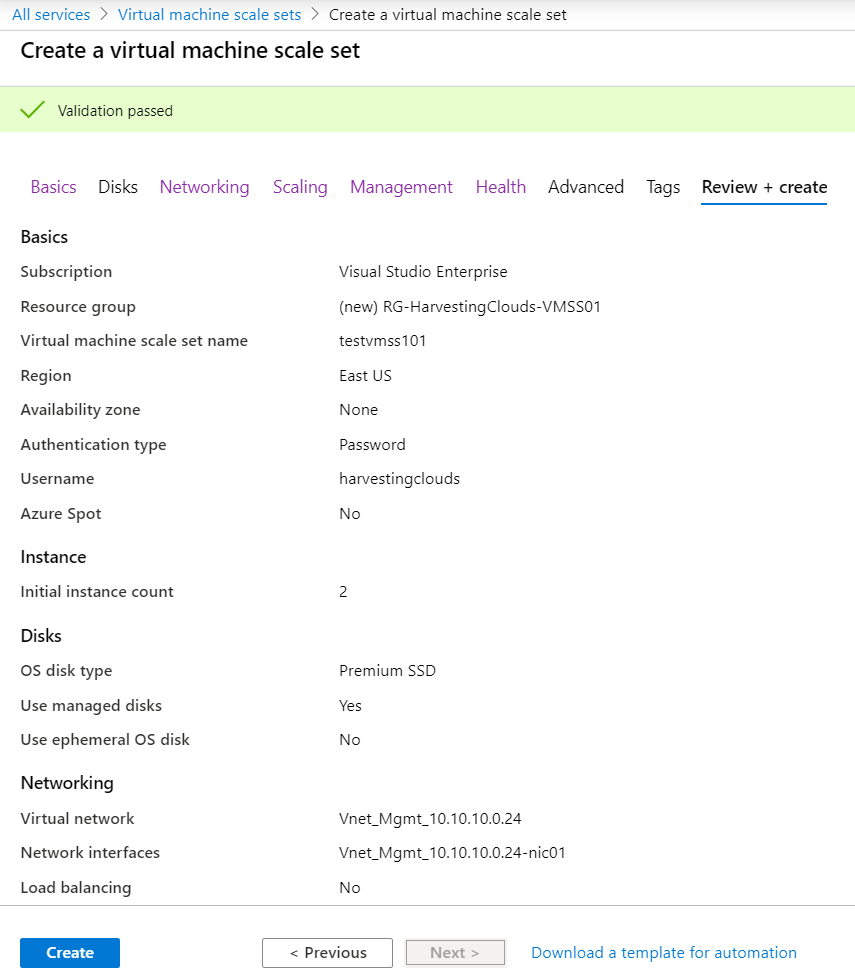 All services > Virtual machine scale sets > Create a virtual machine scale set
Create a virtual machine scale set
Validation passed
Basics Disks Networking Scaling Management Health Advanced Tags Review + create
Basics
Subscription Visual Studio Enterprise
Resource group (new) RG-HarvestingClouds-VMSS01
Virtual machine scale set name testvmss101
Region East US
Availability zone None
Authentication type Password
Username harvestingclouds
Azure Spot No
Instance
Initial instance count 2
Disks
OS disk type Premium SSD
Use managed disks Yes
Use ephemeral OS disk No
Networking
Virtual network Vnet_Mgmt_10.10.10.0.24
Network interfaces Vnet_Mgmt_10.10.10.0.24-nic01
Load balancing No
Create < Previous Next > Download a template for automation